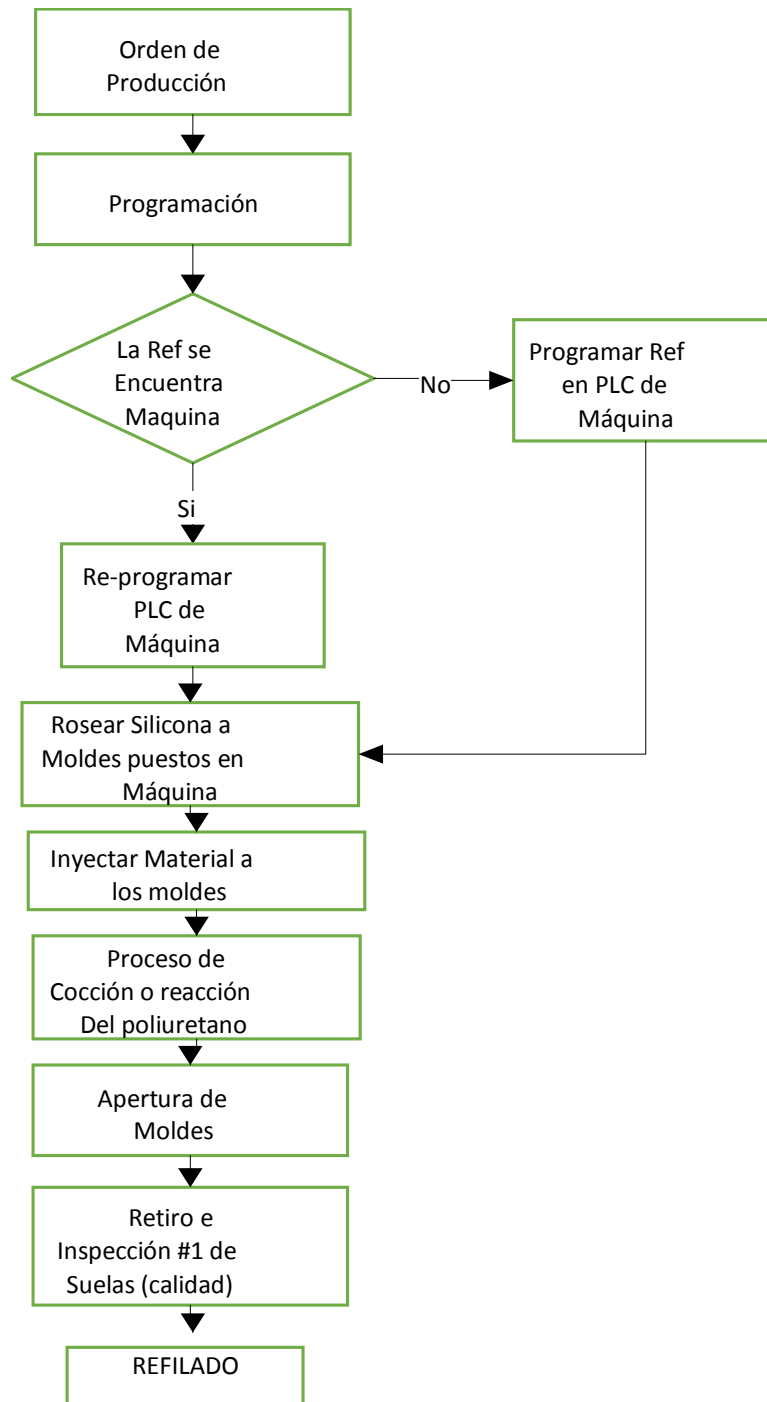 Orden de
Producción
Programación
La Ref se
Encuentra
Maquina
No
Programar Ref
en PLC de
Máquina
Si
Re-programar
PLC de
Máquina
Rosear Silicona a
Moldes puestos en
Máquina
Inyectar Material a
los moldes
Proceso de
Cocción o reacción
Del poliuretano
Apertura de
Moldes
Retiro e
Inspección #1 de
Suelas (calidad)
REFILADO